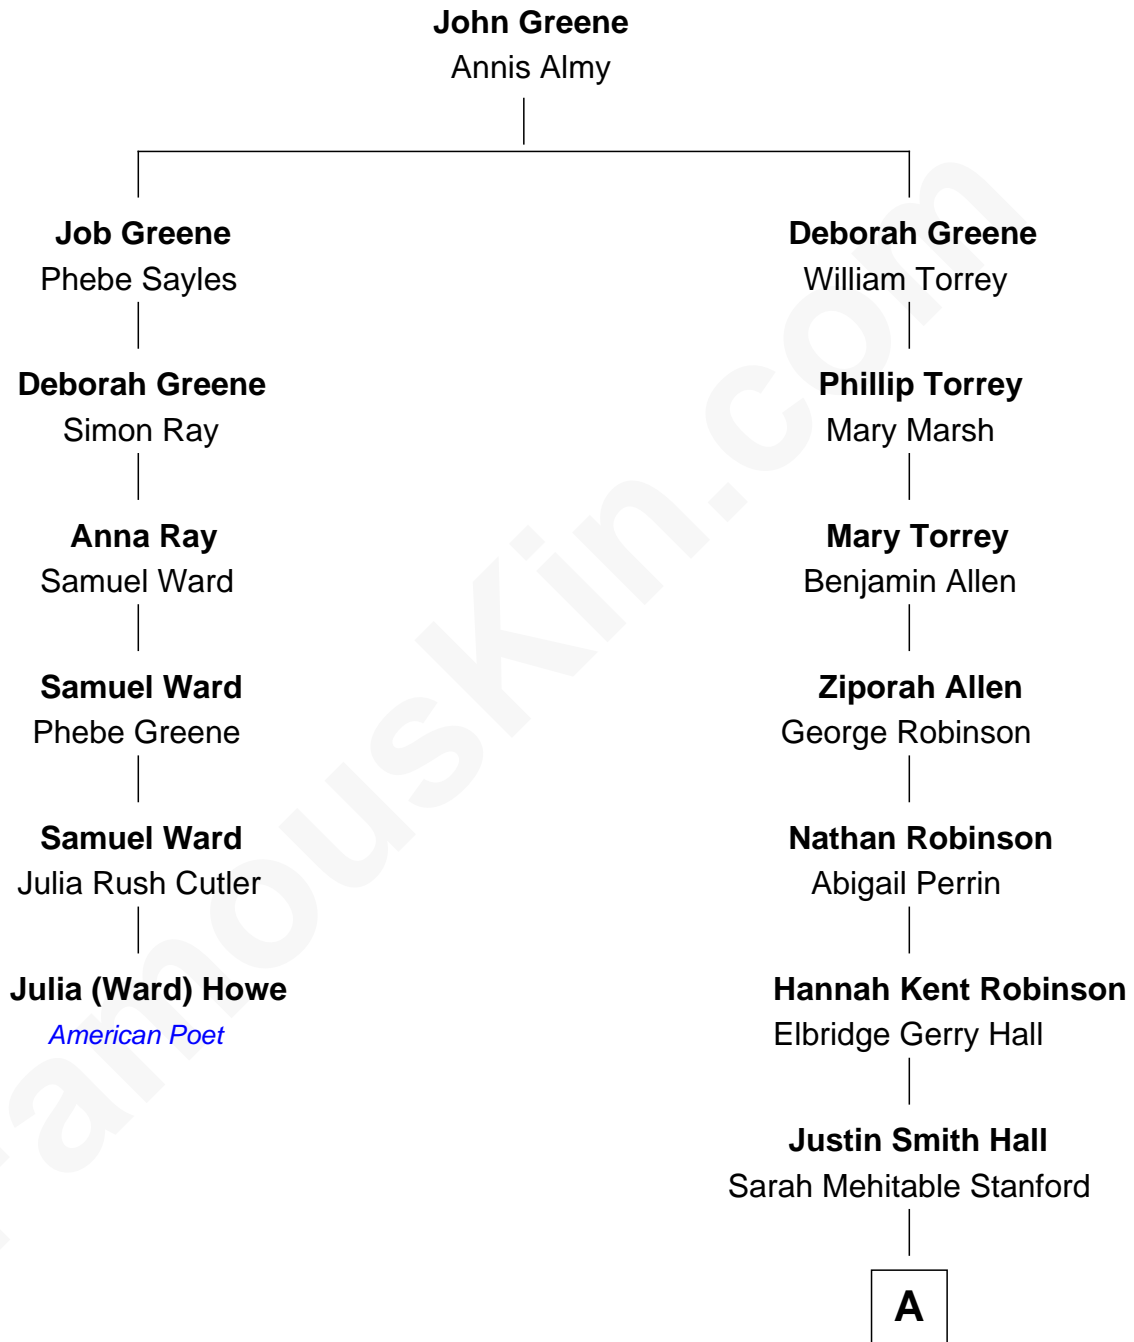 John Greene
Annis Almy
Job Greene
Phebe Sayles
Deborah Greene
William Torrey
Deborah Greene
Simon Ray
Phillip Torrey
Mary Marsh
Anna Ray
Samuel Ward
Mary Torrey
Benjamin Allen
Samuel Ward
Phebe Greene
Ziporah Allen
George Robinson
Samuel Ward
Julia Rush Cutler
Nathan Robinson
Abigail Perrin
Julia (Ward) Howe
American Poet
Hannah Kent Robinson
Elbridge Gerry Hall
Justin Smith Hall
Sarah Mehitable Stanford
A
FamousKin.com